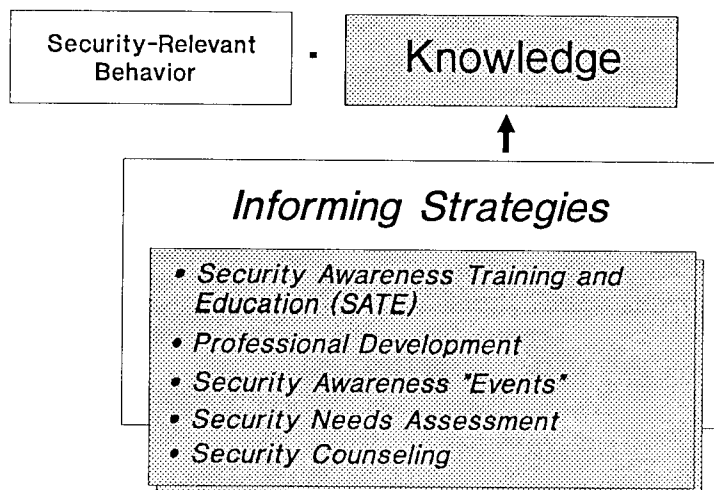 Security-Relevant
Behavior
Knowledge
Informing Strategies
• Security Awareness Training and
Education (SATE)
• Professional Development
• Security Awareness "Events"
• Security Needs Assessment
• Security Counseling